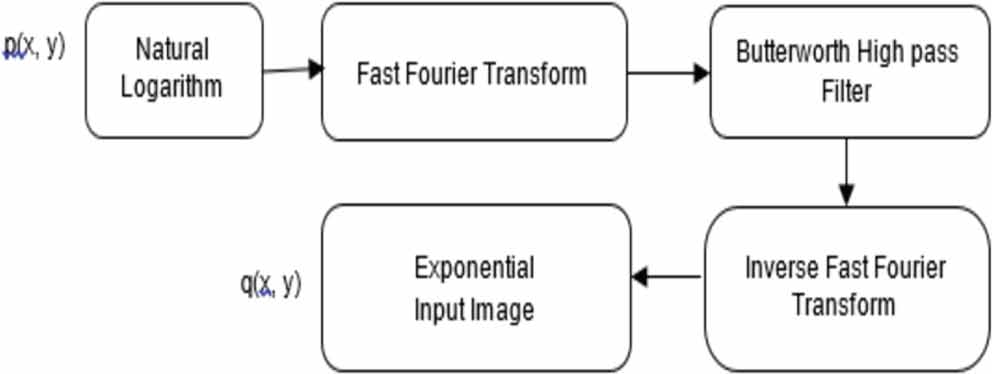 p(x, y)
Natural
Logarithm
Fast Fourier Transform
Butterworth High pass
Filter
Inverse Fast Fourier
Transform
Exponential
Input Image
q(x, y)